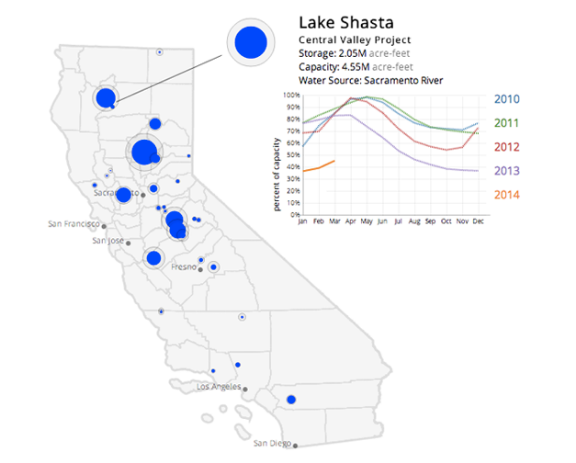 Lake Shasta
Central Valley Project
Storage: 2.05M acre-feet
Capacity: 4.55M acre-feet
Water Source: Sacramento River
percent of capacity
100%
90%
80%
70%
60%
50%
40%
30%
20%
10%
0%
Jan Feb Mar Apr May Jun Jul Aug Sep Oct Nov Dec
2010
2011
2012
2013
2014
Sacramento
San Francisco
San Jose
Fresno
Los Angeles
San Diego